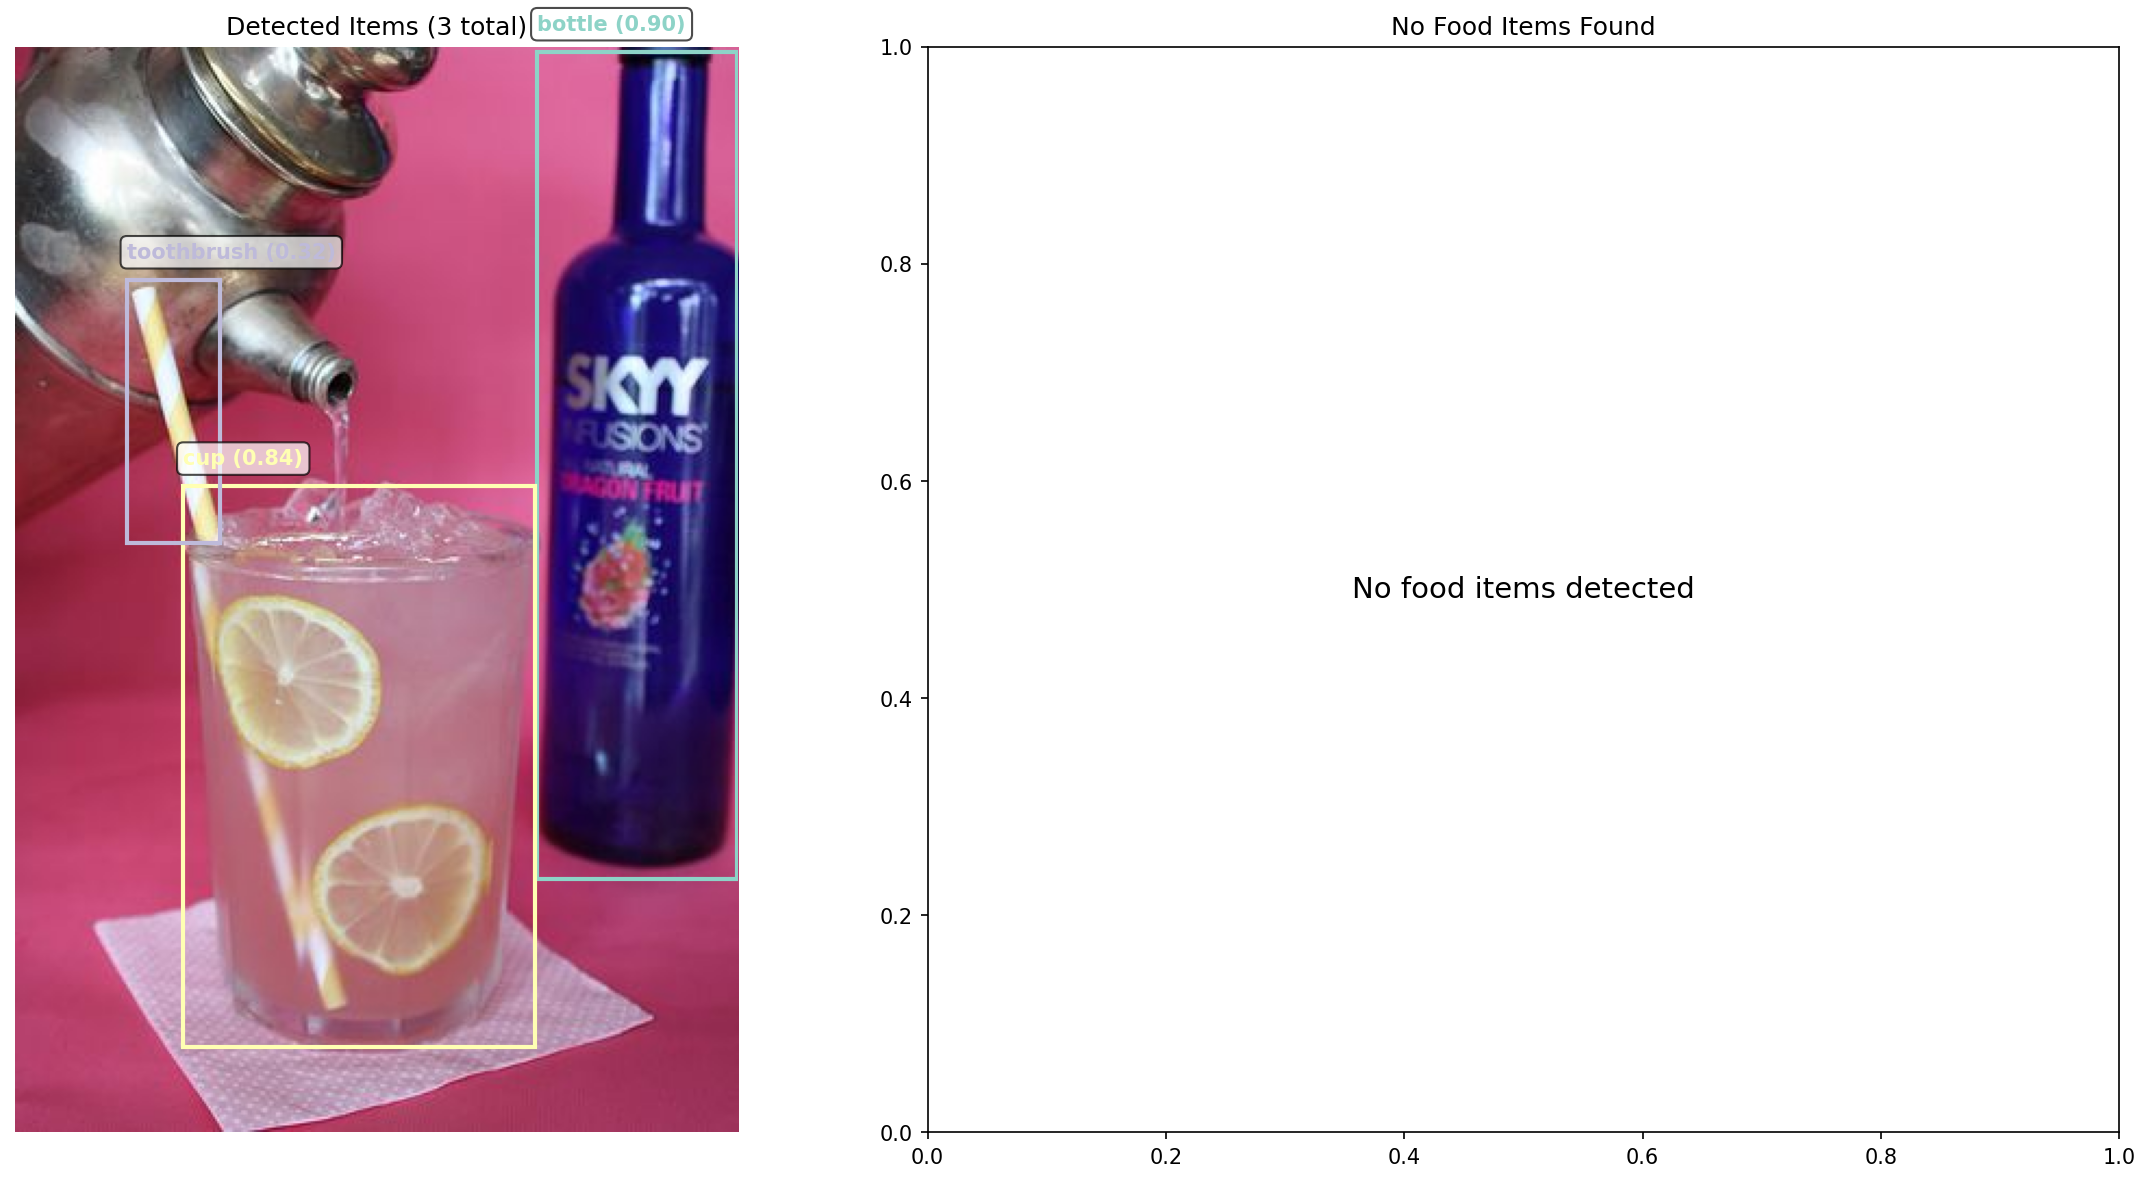 Detected Items (3 total)
bottle (0.90)
toothbrush (0.32)
cup (0.84)
SKYY
INFUSIONS
NATURAL
DRAGON FRUIT
No Food Items Found
1.0
0.8
0.6
0.4
0.2
0.0
No food items detected
0.0 0.2 0.4 0.6 0.8 1.0